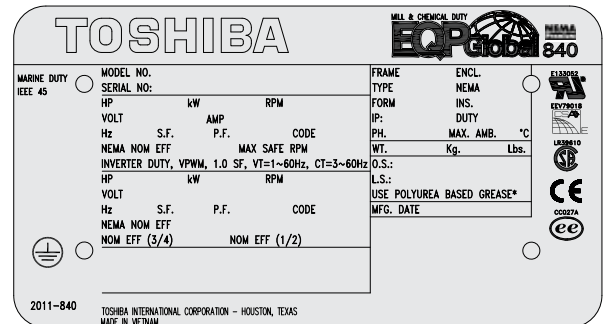 TOSHIBA
MILL & CHEMICAL DUTY
EQP Global 840
NEMA
MARINE DUTY
IEEE 45
MODEL NO.
SERIAL NO:
HP kW RPM
VOLT AMP
Hz S.F. P.F. CODE
NEMA NOM EFF MAX SAFE RPM
INVERTER DUTY, VPWM, 1.0 SF, VT=1~60Hz, CT=3~60Hz
HP kW RPM
VOLT
Hz S.F. P.F. CODE
NEMA NOM EFF
NOM EFF (3/4) NOM EFF (1/2)
FRAME ENCL.
TYPE NEMA
FORM INS.
IP: DUTY
PH. MAX. AMB. °C
WT. Kg. Lbs.
O.S.:
L.S.:
USE POLYUREA BASED GREASE*
MFG. DATE
E133052
EEV79018
CSA
LR39610
CE
CC027A
ee
2011-840
TOSHIBA INTERNATIONAL CORPORATION - HOUSTON, TEXAS
MADE IN VIETNAM